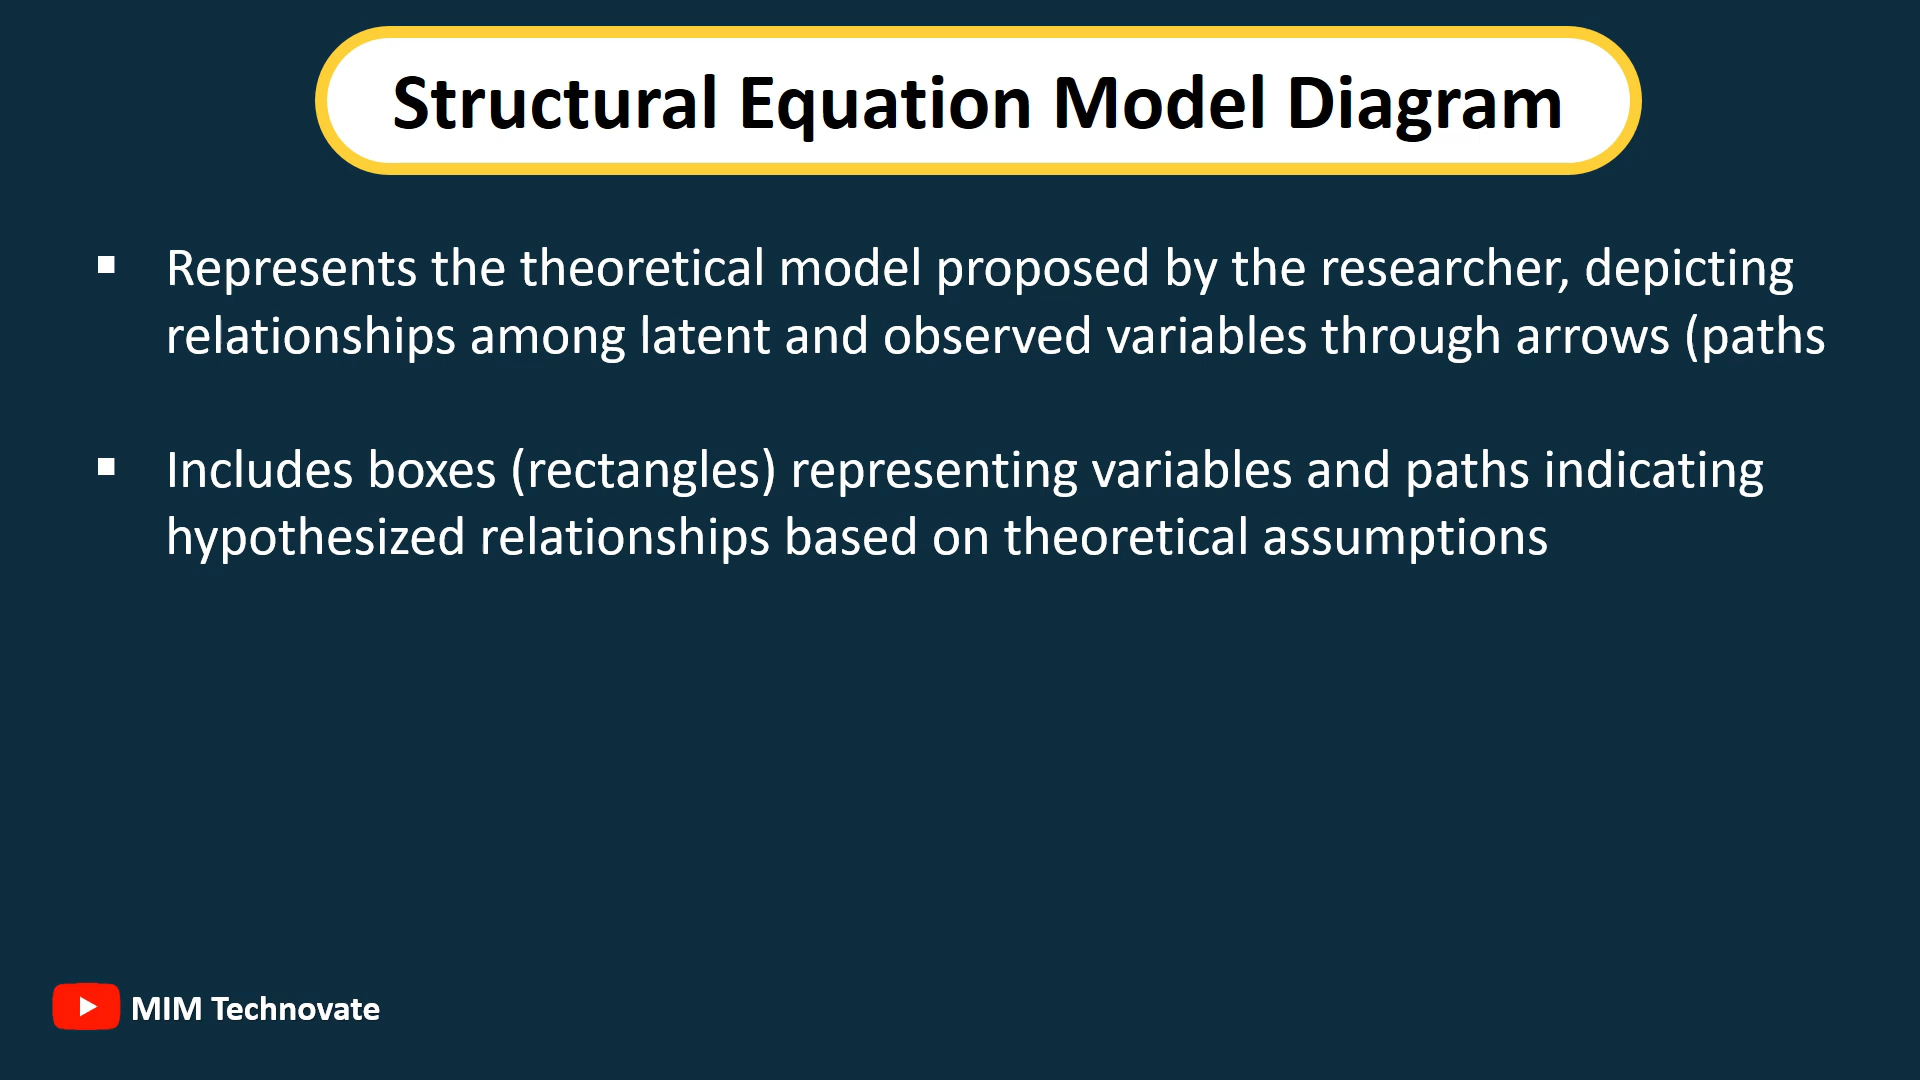 Structural Equation Model Diagram
▪ Represents the theoretical model proposed by the researcher, depicting
relationships among latent and observed variables through arrows (paths
▪ Includes boxes (rectangles) representing variables and paths indicating
hypothesized relationships based on theoretical assumptions
MIM Technovate